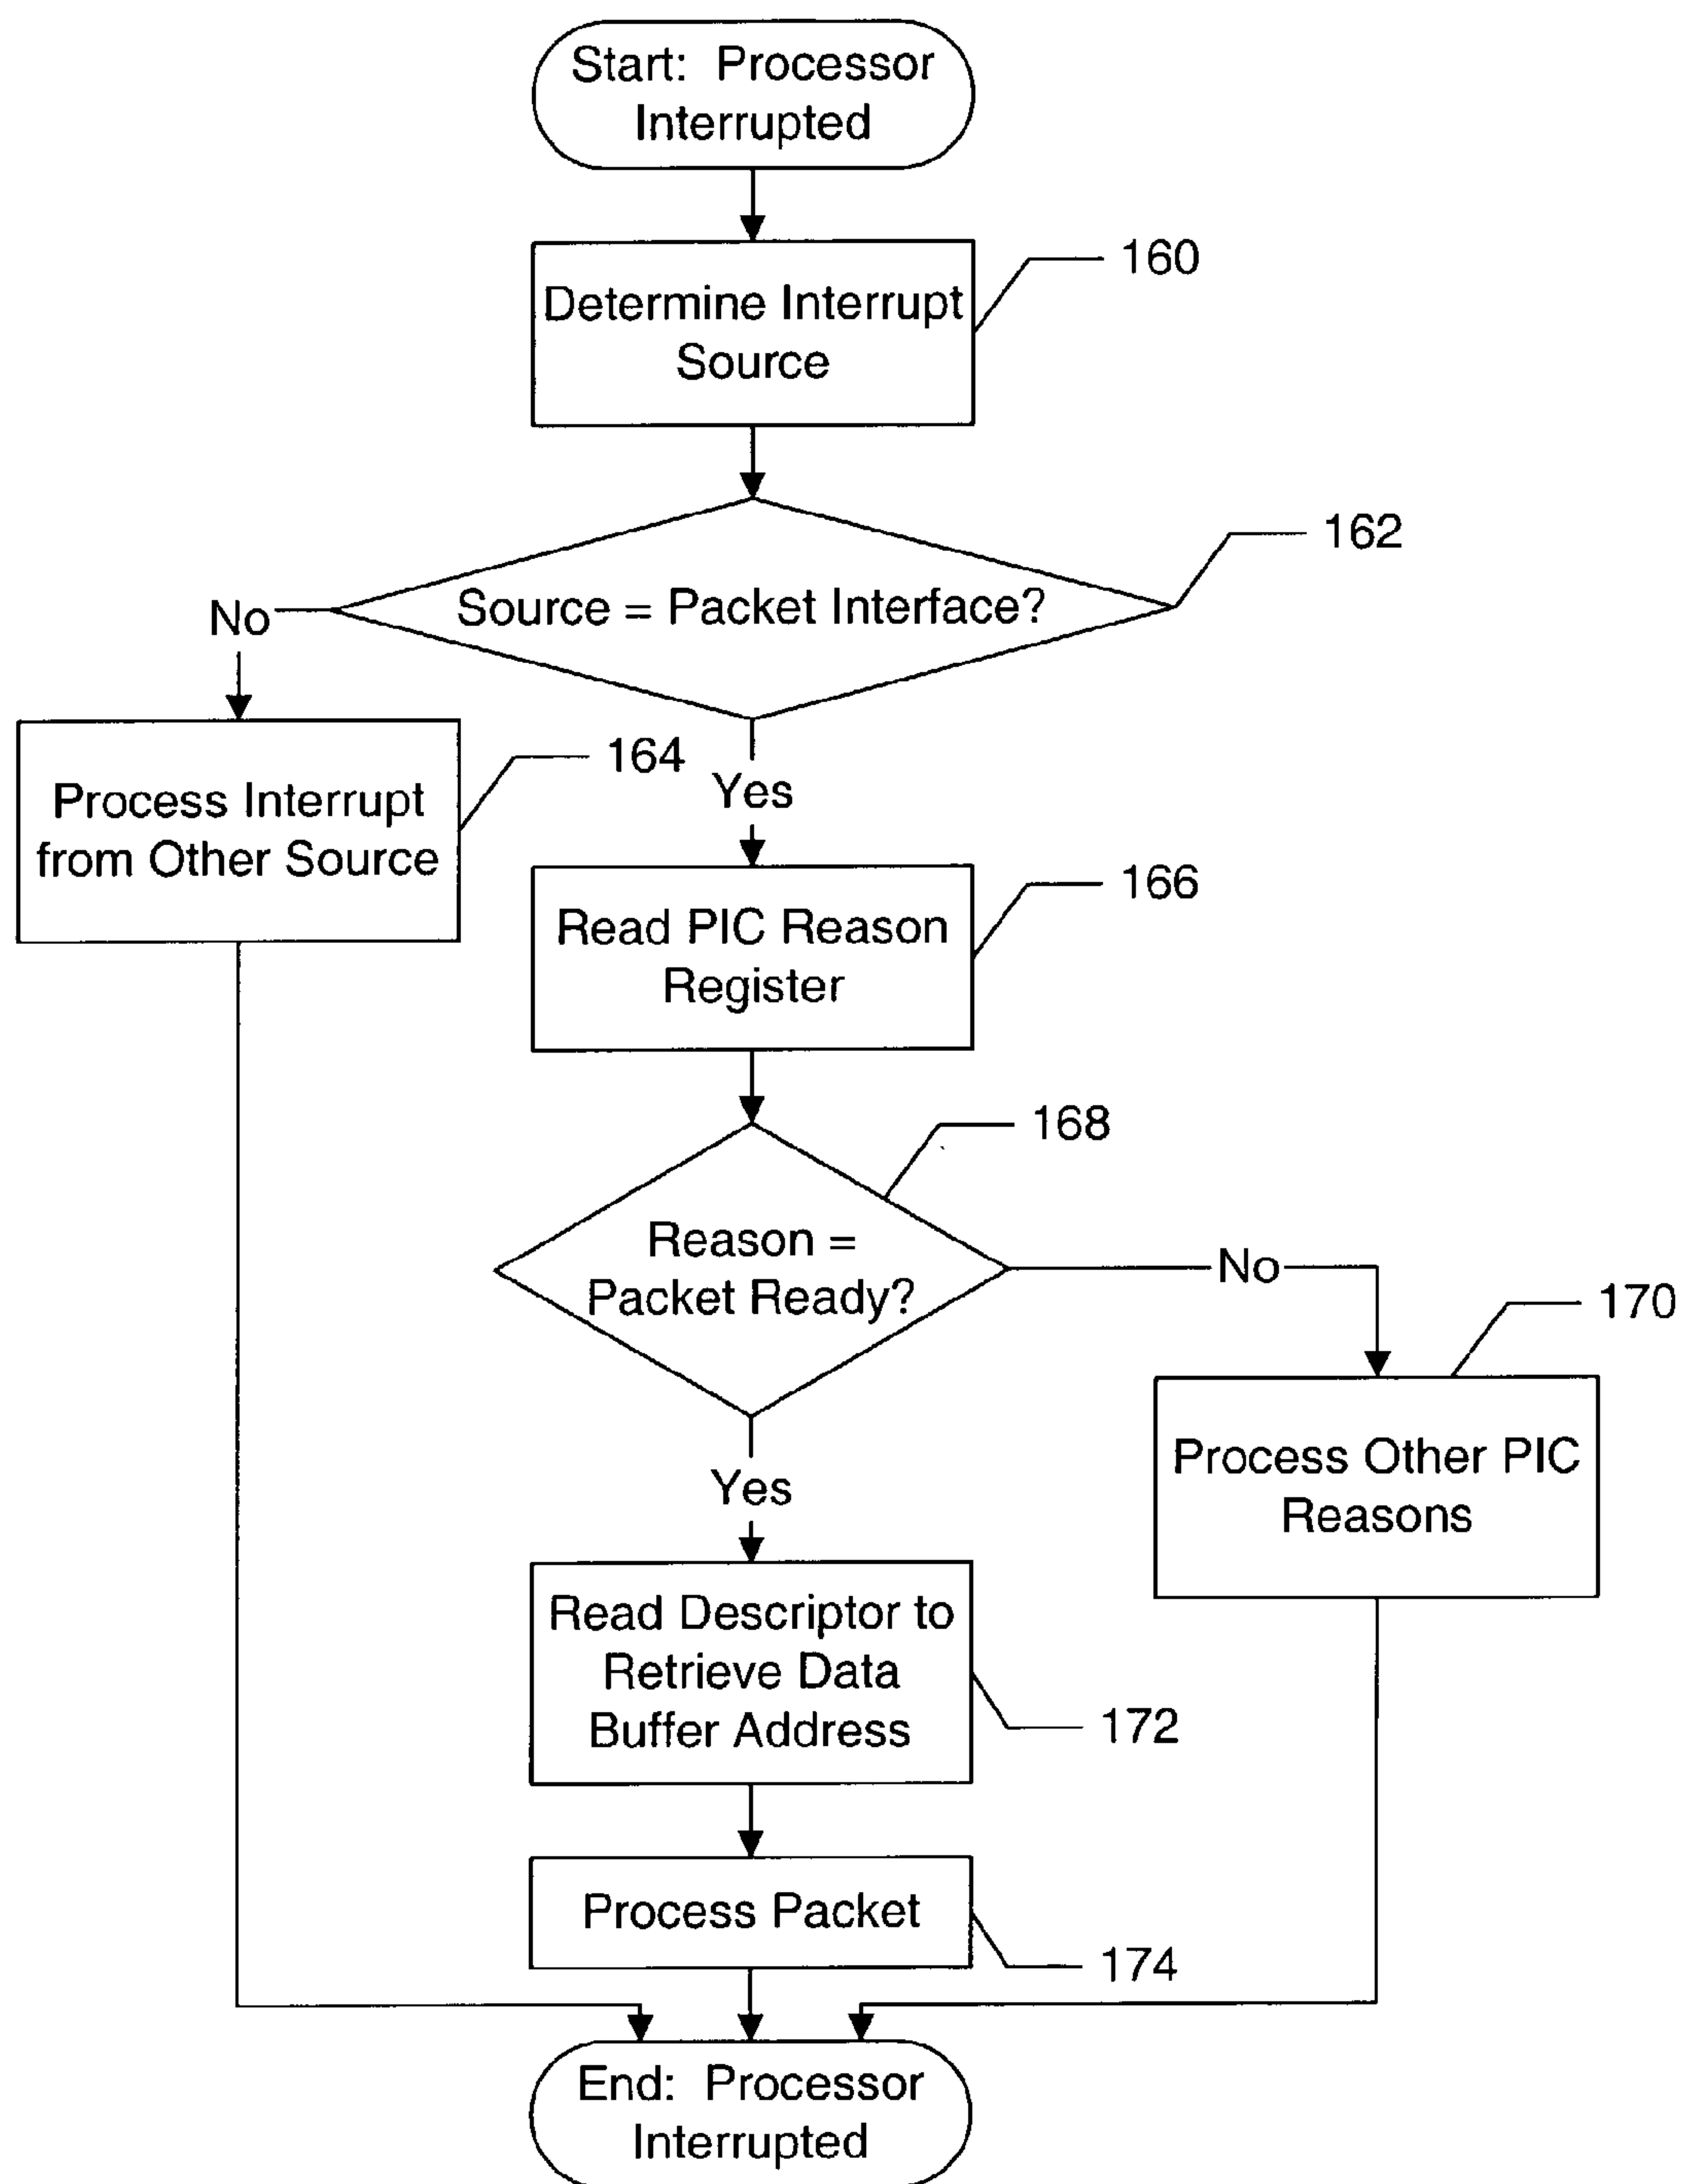 Start: Processor
Interrupted
160
Determine Interrupt
Source
162
Source = Packet Interface?
No
164
Yes
Process Interrupt
from Other Source
166
Read PIC Reason
Register
168
Reason =
Packet Ready?
No
170
Yes
Process Other PIC
Reasons
Read Descriptor to
Retrieve Data
Buffer Address
172
Process Packet
174
End: Processor
Interrupted